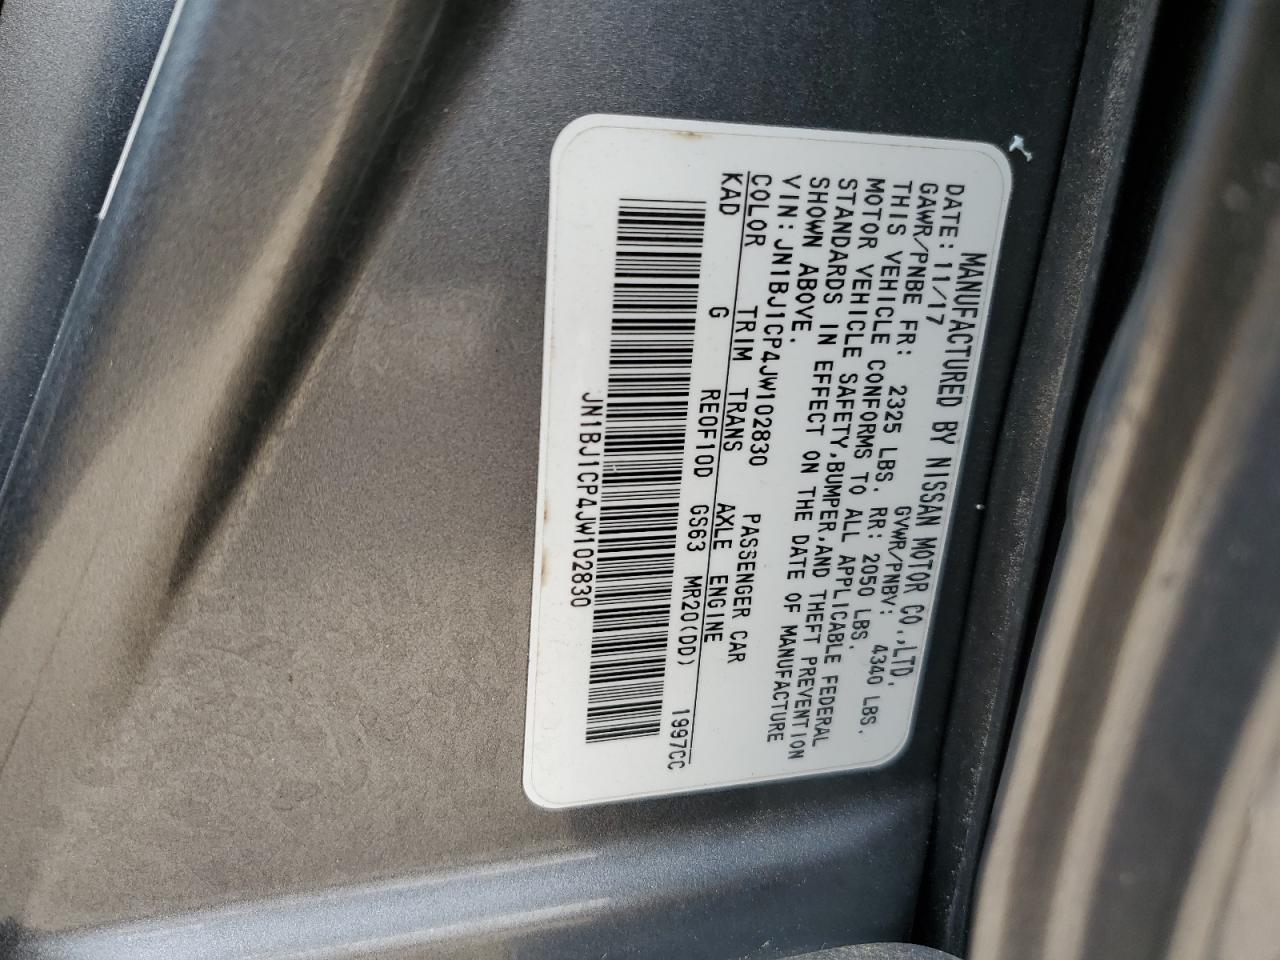 MANUFACTURED BY NISSAN MOTOR CO.,LTD.
DATE: 11/17 GVWR/PNBV: 4340 LBS.
GAWR/PNBE FR: 2325 LBS. RR: 2050 LBS.
THIS VEHICLE CONFORMS TO ALL APPLICABLE FEDERAL
MOTOR VEHICLE SAFETY,BUMPER,AND THEFT PREVENTION
STANDARDS IN EFFECT ON THE DATE OF MANUFACTURE
SHOWN ABOVE.
VIN: JN1BJ1CP4JW102830 PASSENGER CAR
COLOR TRIM TRANS AXLE ENGINE
KAD G RE0F10D GS63 MR20(DD) 1997CC
JN1BJ1CP4JW102830